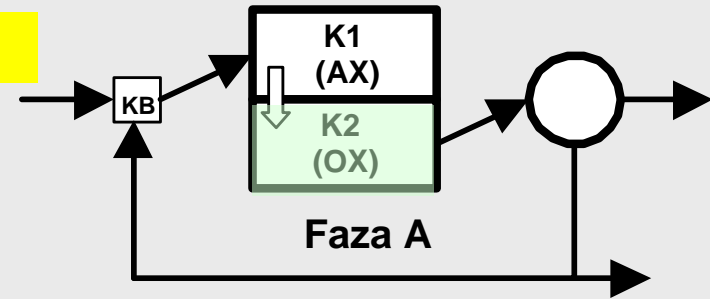 K1
(AX)
KB
K2
(OX)
Faza A